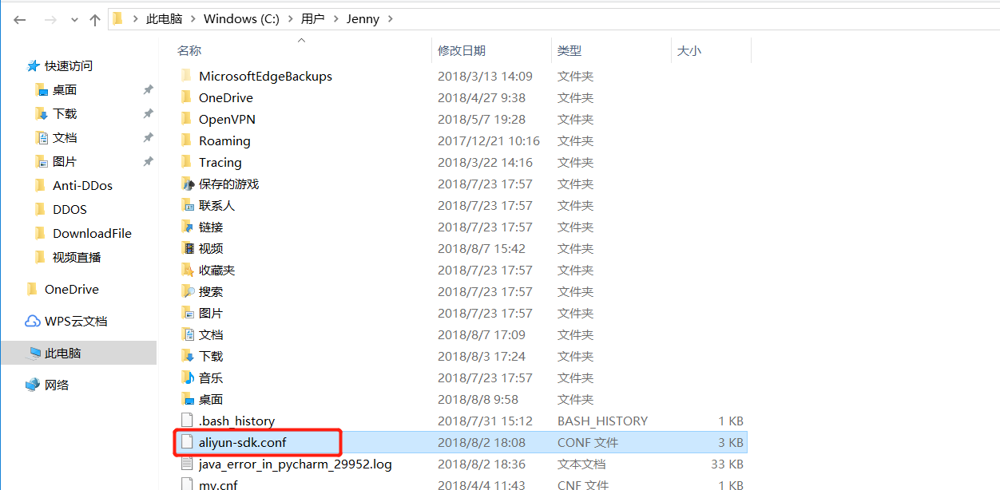 此电脑 Windows (C:) 用户 Jenny
名称 修改日期 类型 大小
快速访问
桌面
下载
文档
图片
Anti-DDos
DDOS
DownloadFile
视频直播
OneDrive
WPS云文档
此电脑
网络
MicrosoftEdgeBackups 2018/3/13 14:09 文件夹
OneDrive 2018/4/27 9:38 文件夹
OpenVPN 2018/5/7 19:28 文件夹
Roaming 2017/12/21 10:16 文件夹
Tracing 2018/3/22 14:16 文件夹
保存的游戏 2018/7/23 17:57 文件夹
联系人 2018/7/23 17:57 文件夹
链接 2018/7/23 17:57 文件夹
视频 2018/8/7 15:42 文件夹
收藏夹 2018/7/23 17:57 文件夹
搜索 2018/7/23 17:57 文件夹
图片 2018/7/23 17:57 文件夹
文档 2018/8/7 17:09 文件夹
下载 2018/8/3 17:24 文件夹
音乐 2018/7/23 17:57 文件夹
桌面 2018/8/8 9:58 文件夹
.bash_history 2018/7/31 15:12 BASH_HISTORY 1 KB
aliyun-sdk.conf 2018/8/2 18:08 CONF 文件 3 KB
java_error_in_pycharm_29952.log 2018/8/2 18:36 文本文档 33 KB
my.cnf 2018/4/4 11:43 CNF 文件 1 KB